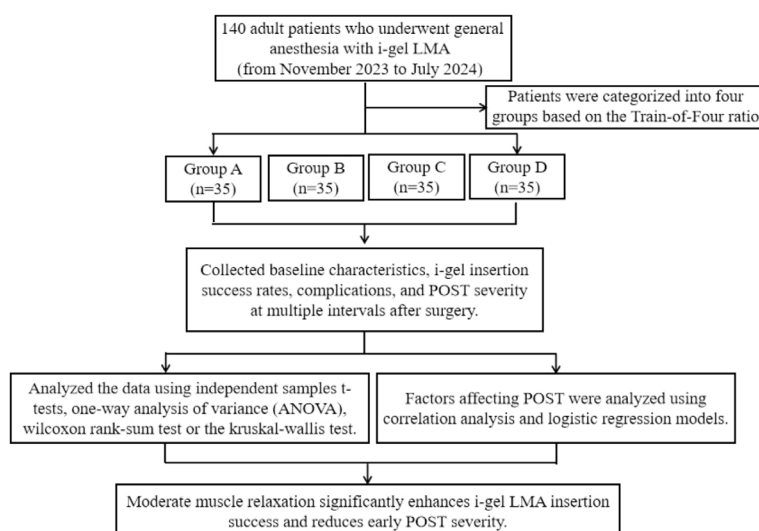 140 adult patients who underwent general
anesthesia with i-gel LMA
(from November 2023 to July 2024)
Patients were categorized into four
groups based on the Train-of-Four ratio
Group A
(n=35)
Group B
(n=35)
Group C
(n=35)
Group D
(n=35)
Collected baseline characteristics, i-gel insertion
success rates, complications, and POST severity
at multiple intervals after surgery.
Analyzed the data using independent samples t-
tests, one-way analysis of variance (ANOVA),
wilcoxon rank-sum test or the kruskal-wallis test.
Factors affecting POST were analyzed using
correlation analysis and logistic regression models.
Moderate muscle relaxation significantly enhances i-gel LMA insertion
success and reduces early POST severity.